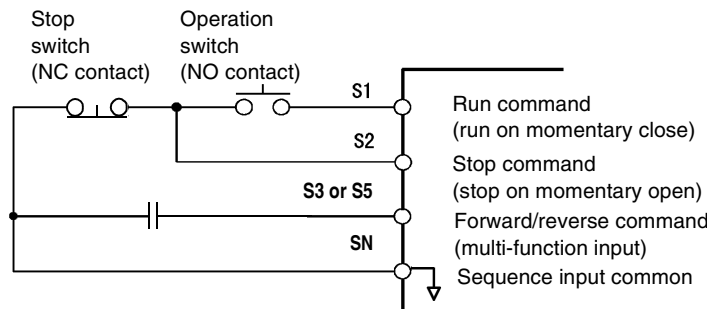 Stop
switch
(NC contact)
Operation
switch
(NO contact)
S1
Run command
(run on momentary close)
S2
Stop command
(stop on momentary open)
S3 or S5
Forward/reverse command
(multi-function input)
SN
Sequence input common